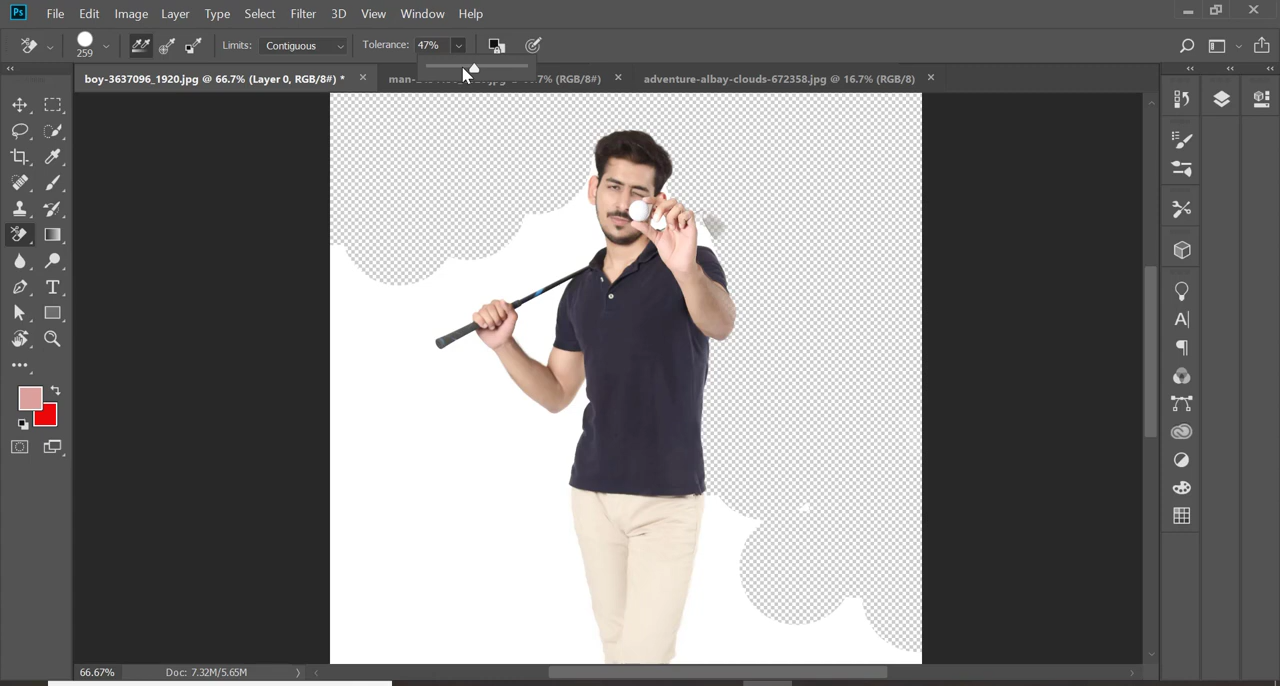 Ps File Edit Image Layer Type Select Filter 3D View Window Help
259 Limits: Contiguous Tolerance: 47%
boy-3637096_1920.jpg @ 66.7% (Layer 0, RGB/8#) * × man- 7% (RGB/8#) × adventure-albay-clouds-672358.jpg @ 16.7% (RGB/8) ×
T
A|
66.67% Doc: 7.32M/5.65M